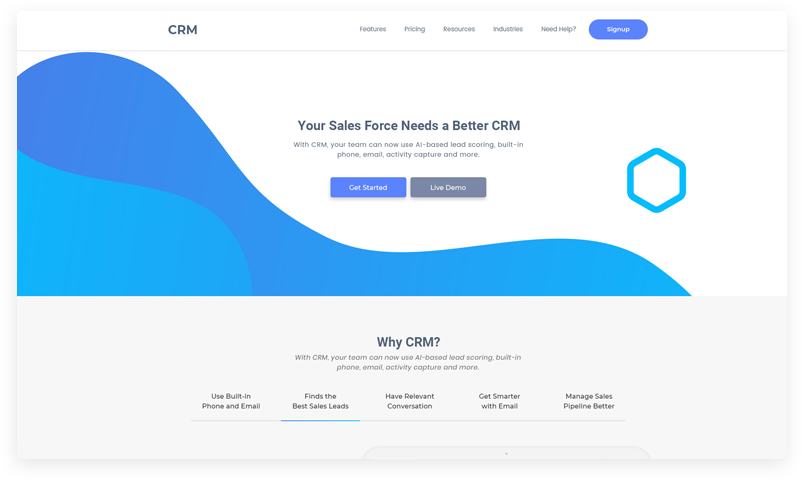 CRM
Features Pricing Resources Industries Need Help? Signup
Your Sales Force Needs a Better CRM
With CRM, your team can now use AI-based lead scoring, built-in
phone, email, activity capture and more.
Get Started Live Demo
Why CRM?
With CRM, your team can now use AI-based lead scoring, built-in
phone, email, activity capture and more.
Use Built-in
Phone and Email
Finds the
Best Sales Leads
Have Relevant
Conversation
Get Smarter
with Email
Manage Sales
Pipeline Better